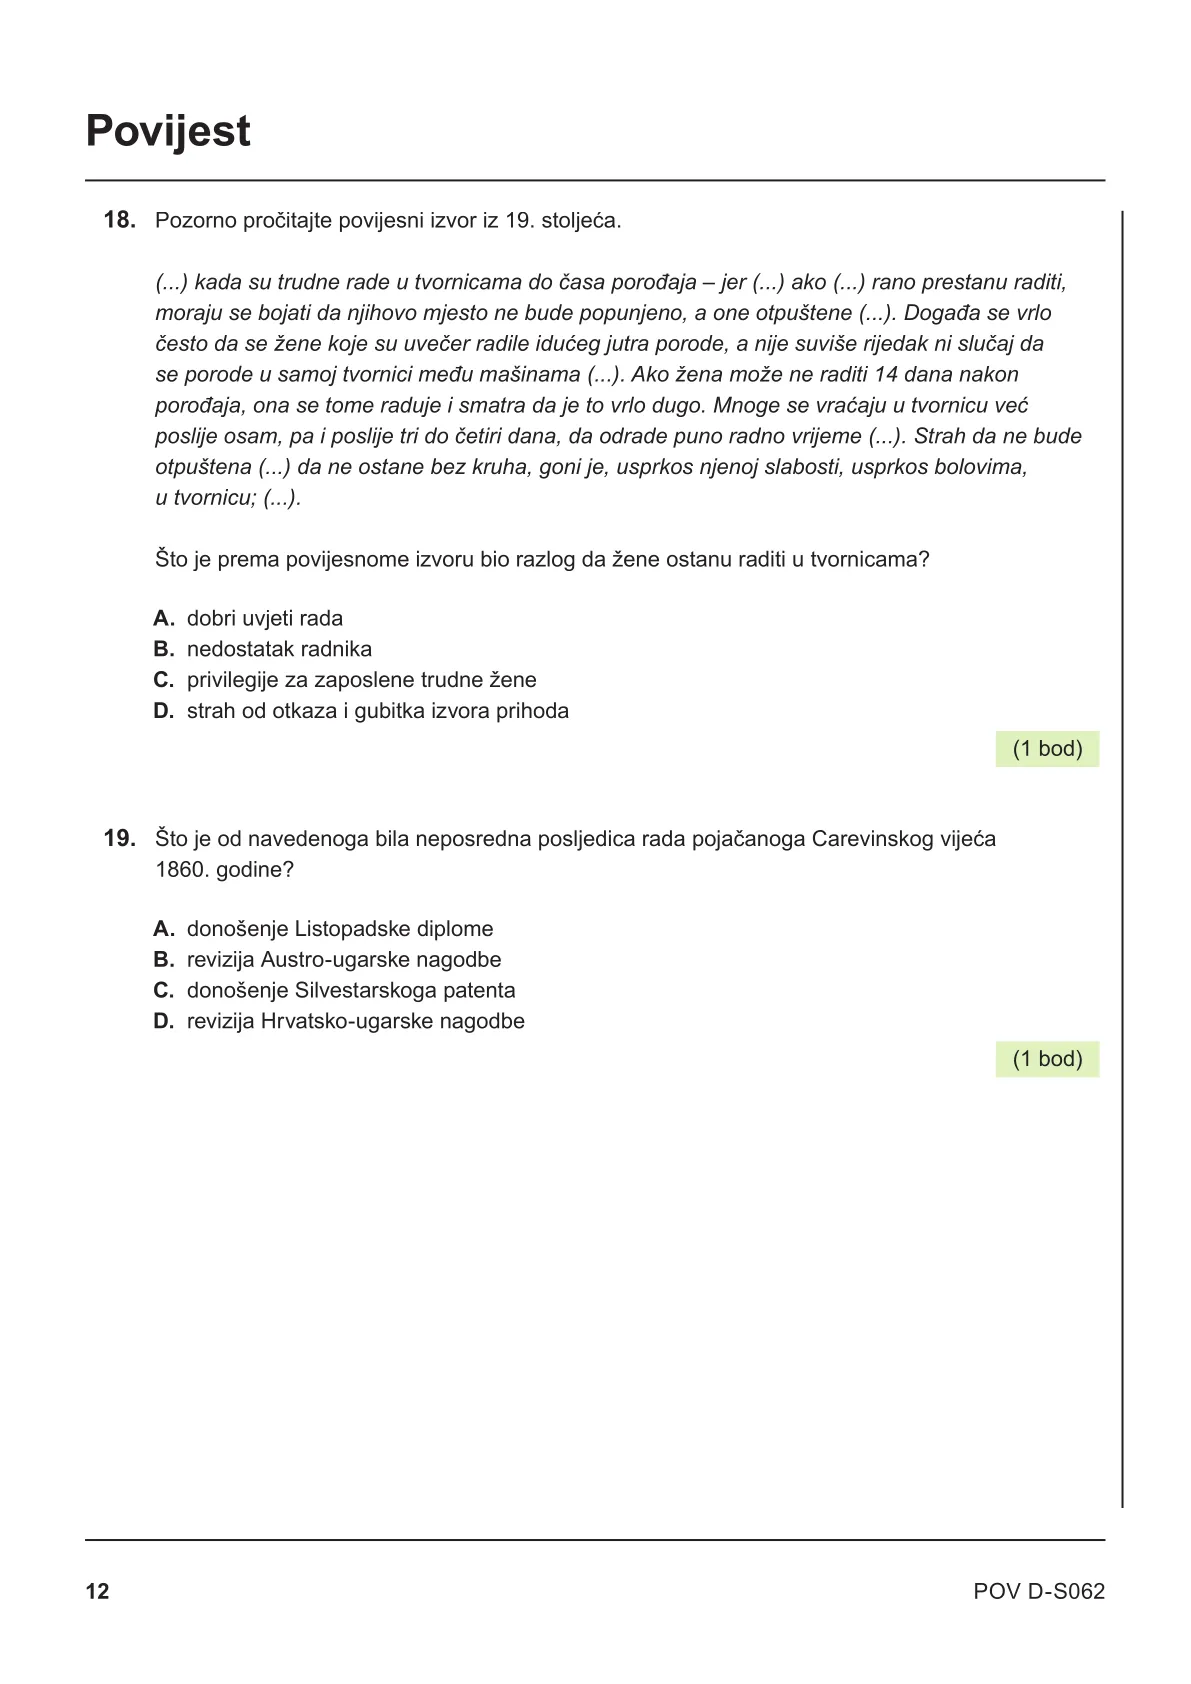 Povijest
18. Pozorno pročitajte povijesni izvor iz 19. stoljeća.
(...) kada su trudne rade u tvornicama do časa porođaja – jer (...) ako (...) rano prestanu raditi,
moraju se bojati da njihovo mjesto ne bude popunjeno, a one otpuštene (...). Događa se vrlo
često da se žene koje su uvečer radile idućeg jutra porode, a nije suviše rijedak ni slučaj da
se porode u samoj tvornici među mašinama (...). Ako žena može ne raditi 14 dana nakon
porođaja, ona se tome raduje i smatra da je to vrlo dugo. Mnoge se vraćaju u tvornicu već
poslije osam, pa i poslije tri do četiri dana, da odrade puno radno vrijeme (...). Strah da ne bude
otpuštena (...) da ne ostane bez kruha, goni je, usprkos njenoj slabosti, usprkos bolovima,
u tvornicu; (...).
Što je prema povijesnome izvoru bio razlog da žene ostanu raditi u tvornicama?
A. dobri uvjeti rada
B. nedostatak radnika
C. privilegije za zaposlene trudne žene
D. strah od otkaza i gubitka izvora prihoda
(1 bod)
19. Što je od navedenoga bila neposredna posljedica rada pojačanoga Carevinskog vijeća
1860. godine?
A. donošenje Listopadske diplome
B. revizija Austro-ugarske nagodbe
C. donošenje Silvestarskoga patenta
D. revizija Hrvatsko-ugarske nagodbe
(1 bod)
12
POV D-S062